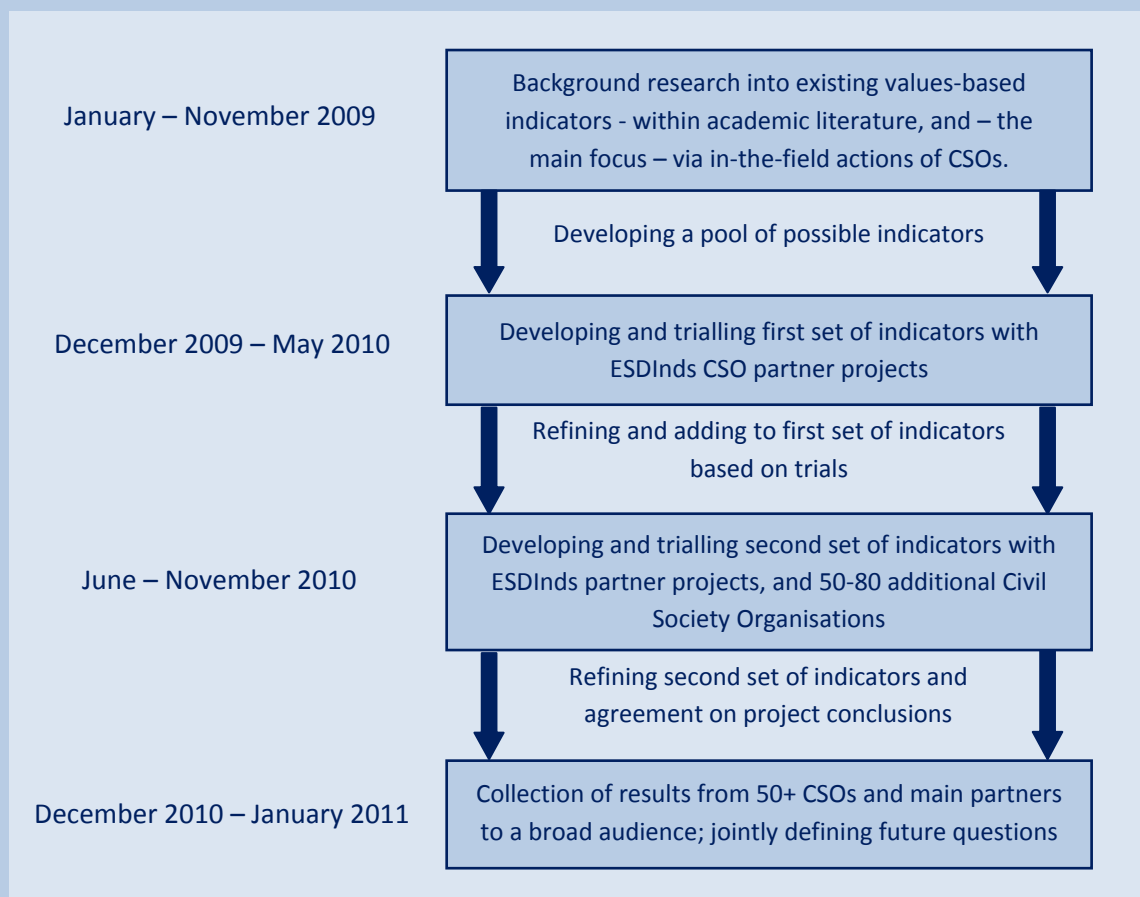 Background research into existing values-based
January – November 2009
indicators - within academic literature, and – the
main focus – via in-the-field actions of CSOs.
Developing a pool of possible indicators
December 2009 – May 2010
Developing and trialling first set of indicators with
ESDInds CSO partner projects
Refining and adding to first set of indicators
based on trials
June – November 2010
Developing and trialling second set of indicators with
ESDInds partner projects, and 50-80 additional Civil
Society Organisations
Refining second set of indicators and
agreement on project conclusions
December 2010 – January 2011
Collection of results from 50+ CSOs and main partners
to a broad audience; jointly defining future questions